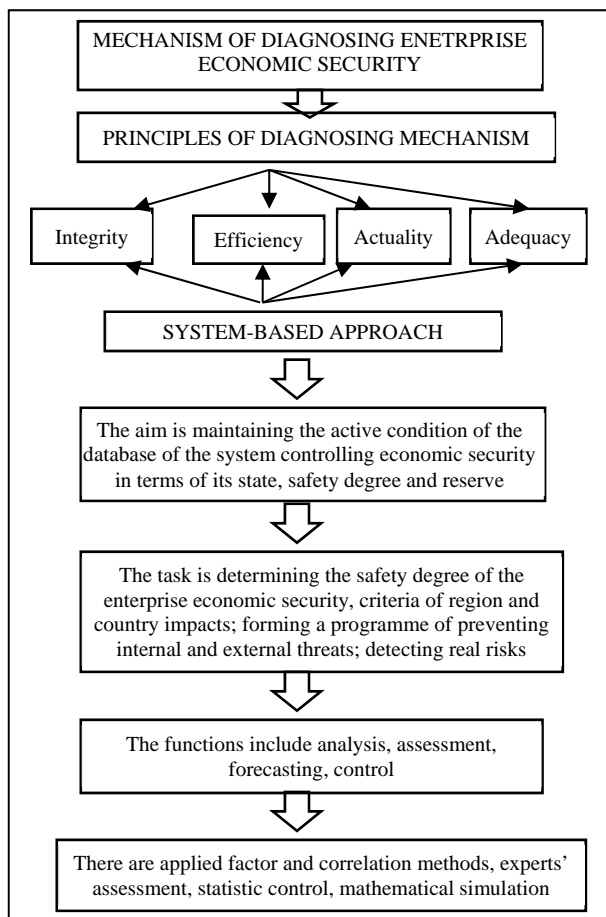 MECHANISM OF DIAGNOSING ENETRPRISE
ECONOMIC SECURITY
PRINCIPLES OF DIAGNOSING MECHANISM
Integrity
Efficiency
Actuality
Adequacy
SYSTEM-BASED APPROACH
The aim is maintaining the active condition of the
database of the system controlling economic security
in terms of its state, safety degree and reserve
The task is determining the safety degree of the
enterprise economic security, criteria of region and
country impacts; forming a programme of preventing
internal and external threats; detecting real risks
The functions include analysis, assessment,
forecasting, control
There are applied factor and correlation methods, experts’
assessment, statistic control, mathematical simulation